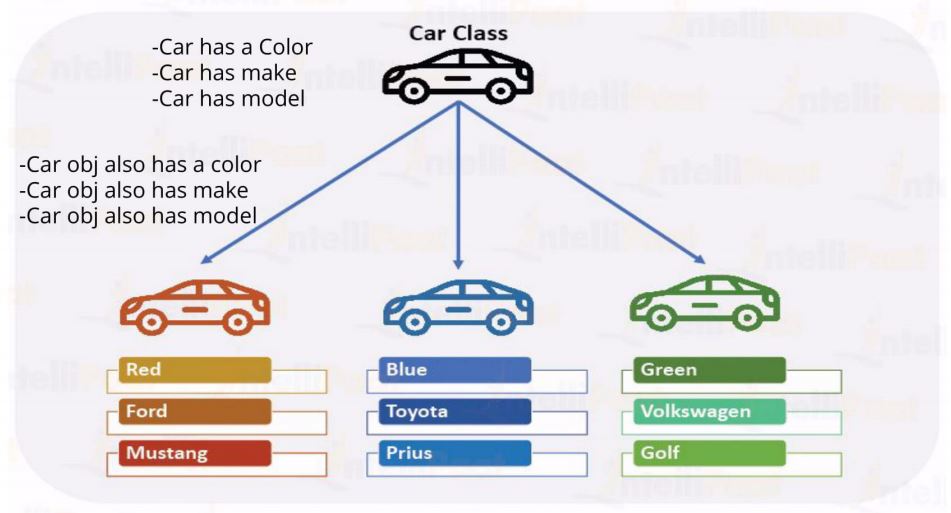 Car Class
-Car has a Color
-Car has make
-Car has model
-Car obj also has a color
-Car obj also has make
-Car obj also has model
Red
Ford
Mustang
Blue
Toyota
Prius
Green
Volkswagen
Golf